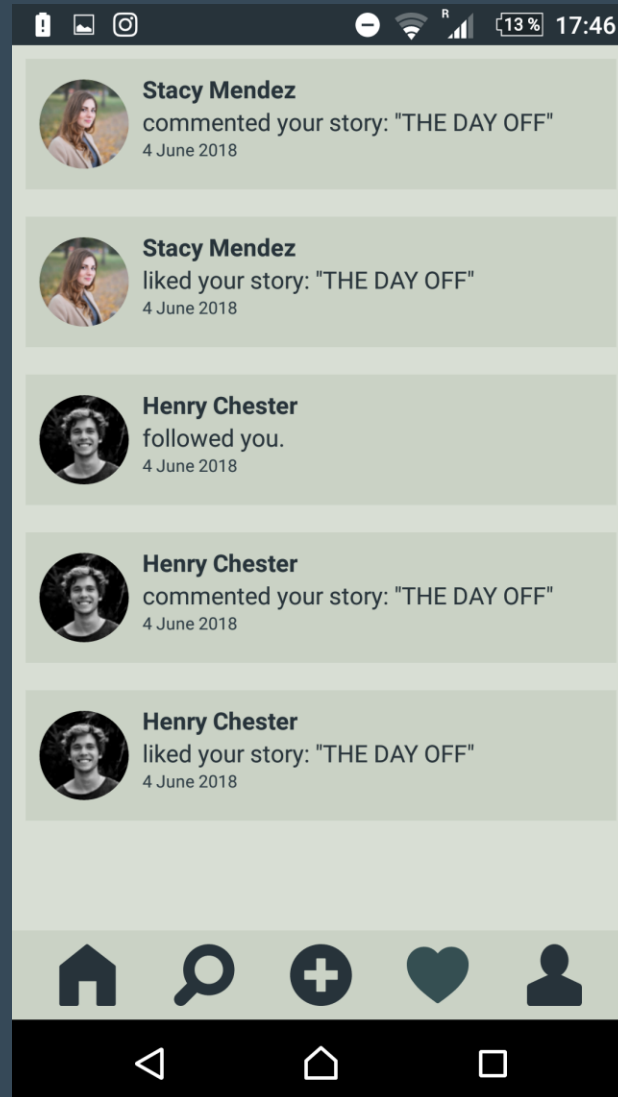 R
13 % 17:46
Stacy Mendez
commented your story: "THE DAY OFF"
4 June 2018
Stacy Mendez
liked your story: "THE DAY OFF"
4 June 2018
Henry Chester
followed you.
4 June 2018
Henry Chester
commented your story: "THE DAY OFF"
4 June 2018
Henry Chester
liked your story: "THE DAY OFF"
4 June 2018